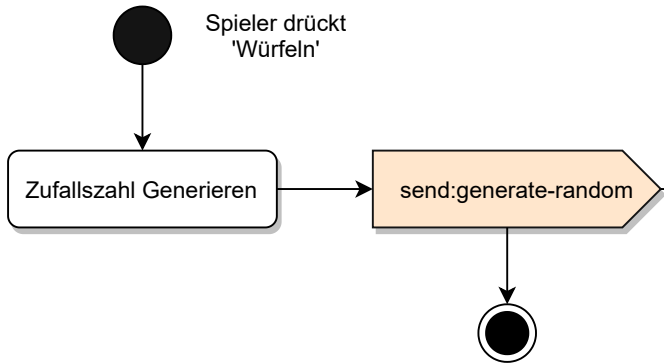 Spieler drückt
'Würfeln'
Zufallszahl Generieren
send:generate-random